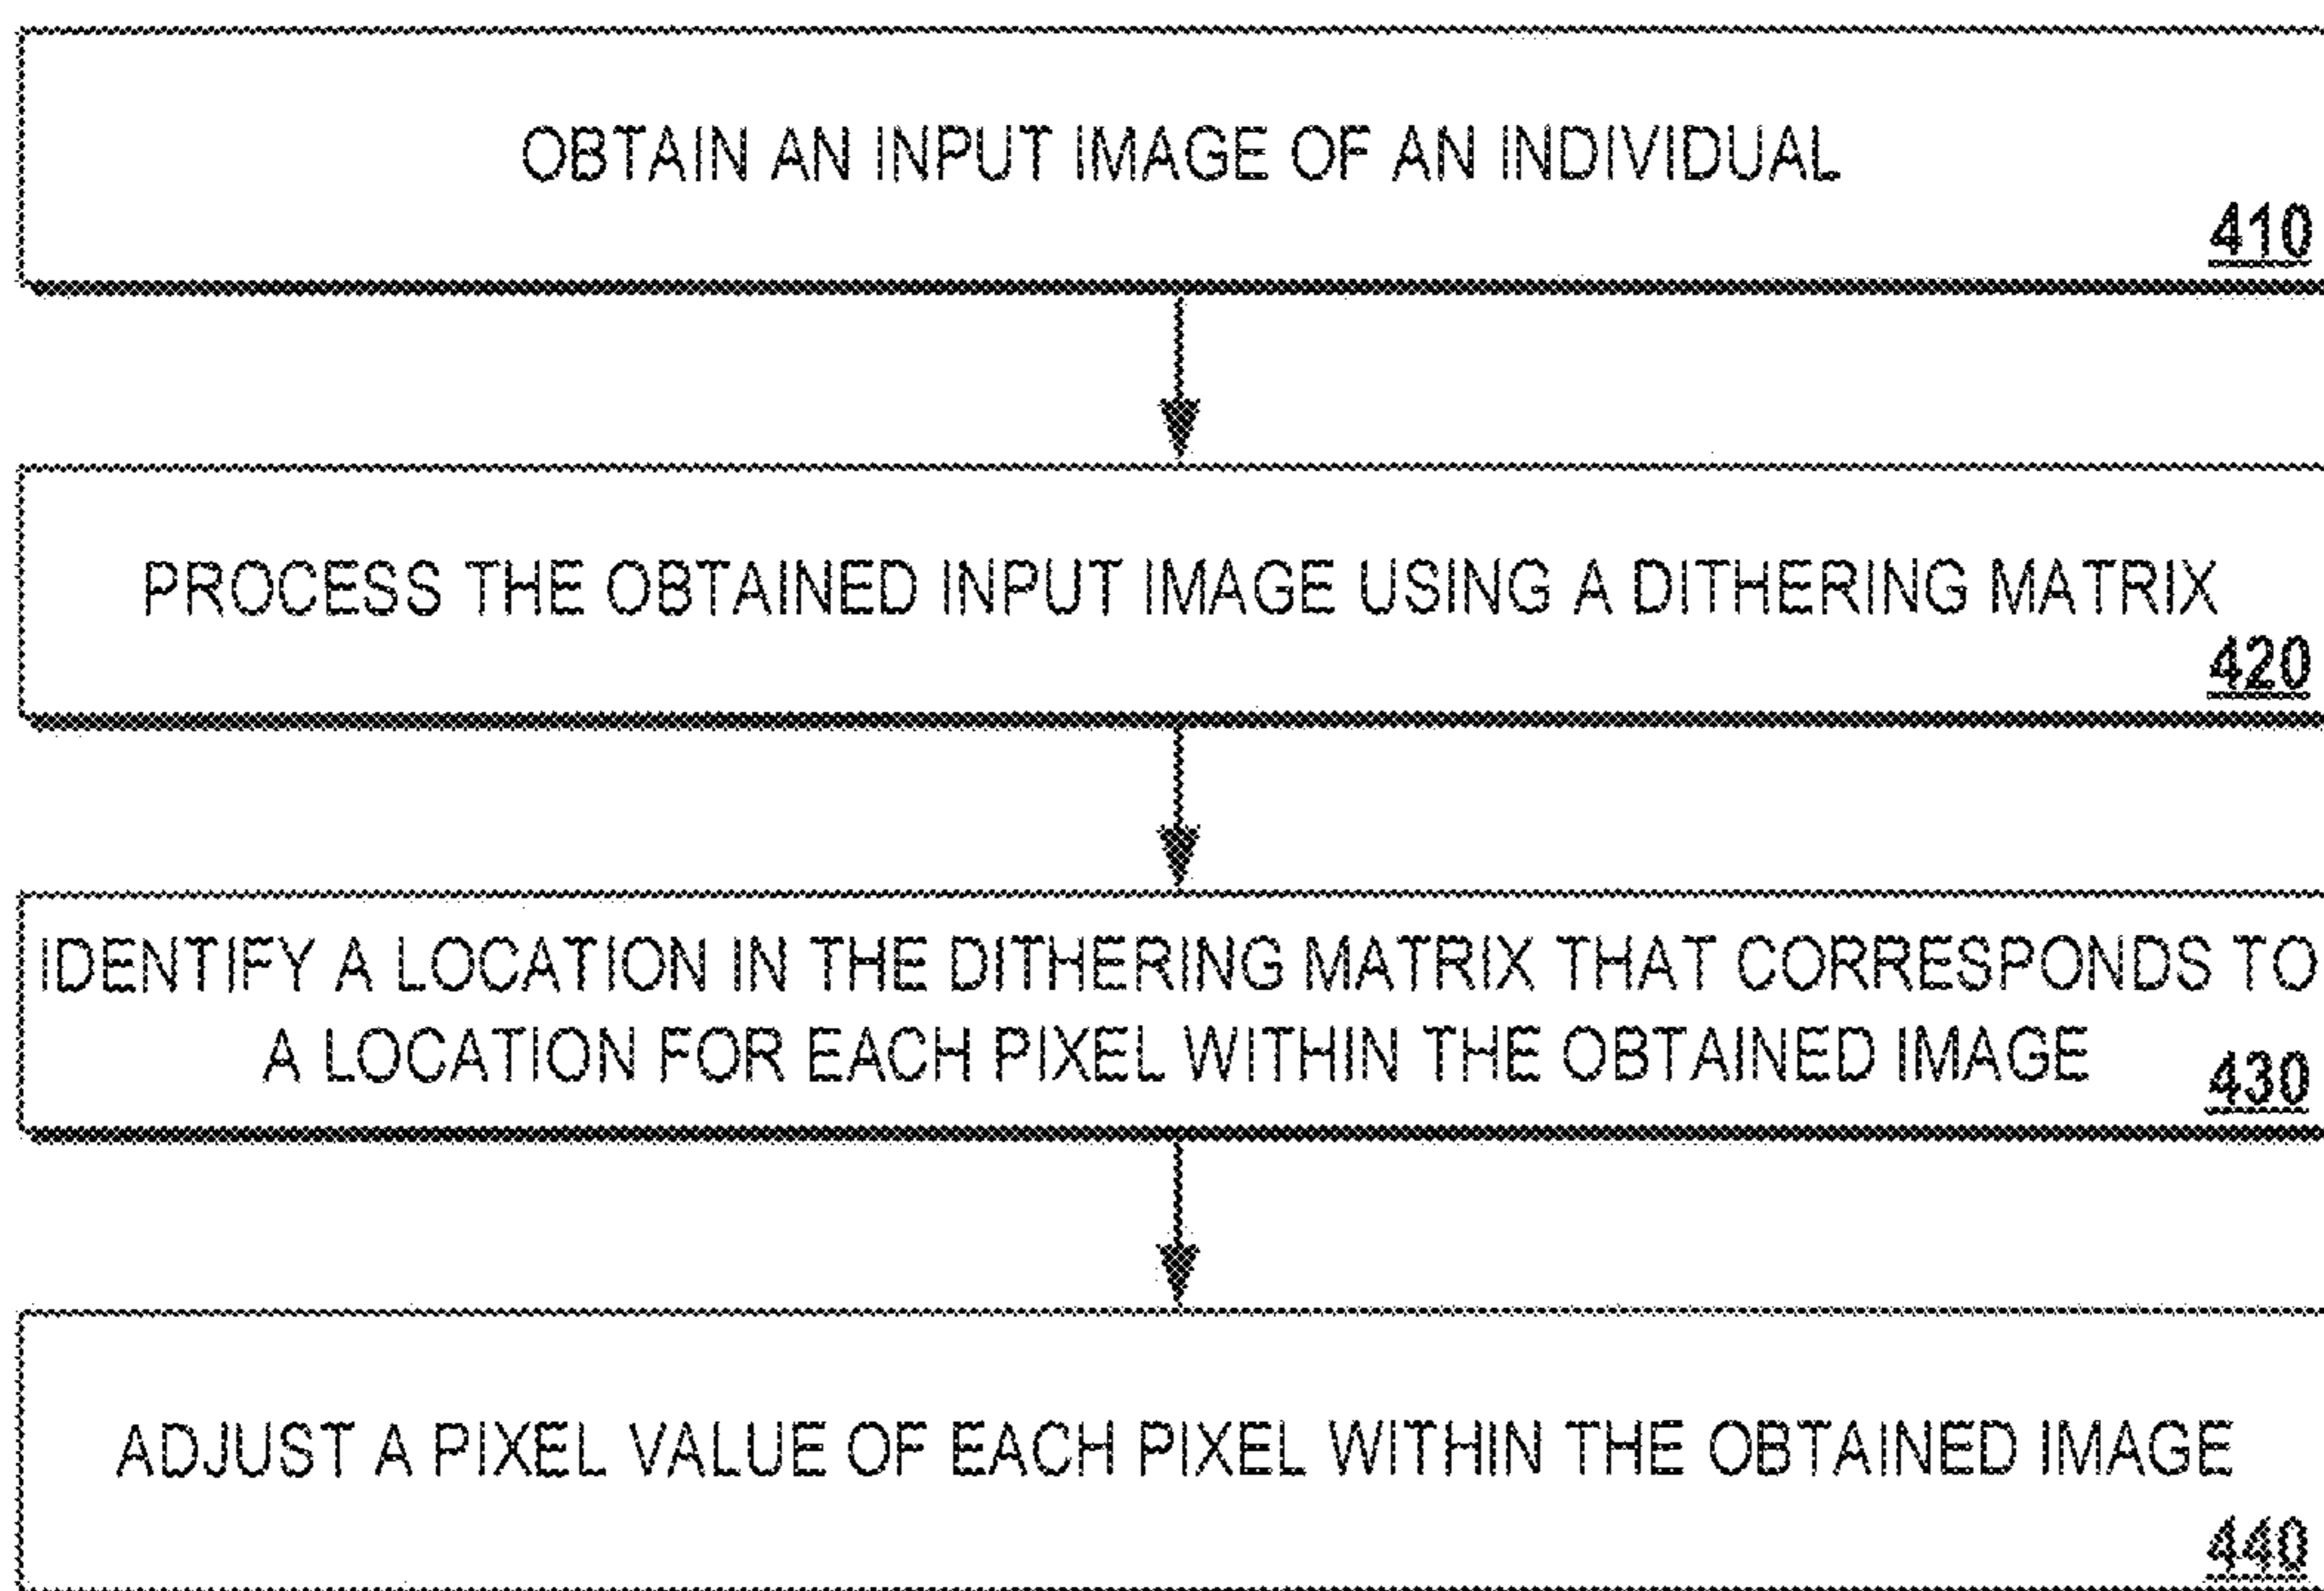 OBTAIN AN INPUT IMAGE OF AN INDIVIDUAL
410
PROCESS THE OBTAINED INPUT IMAGE USING A DITHERING MATRIX
420
IDENTIFY A LOCATION IN THE DITHERING MATRIX THAT CORRESPONDS TO
A LOCATION FOR EACH PIXEL WITHIN THE OBTAINED IMAGE
430
ADJUST A PIXEL VALUE OF EACH PIXEL WITHIN THE OBTAINED IMAGE
440